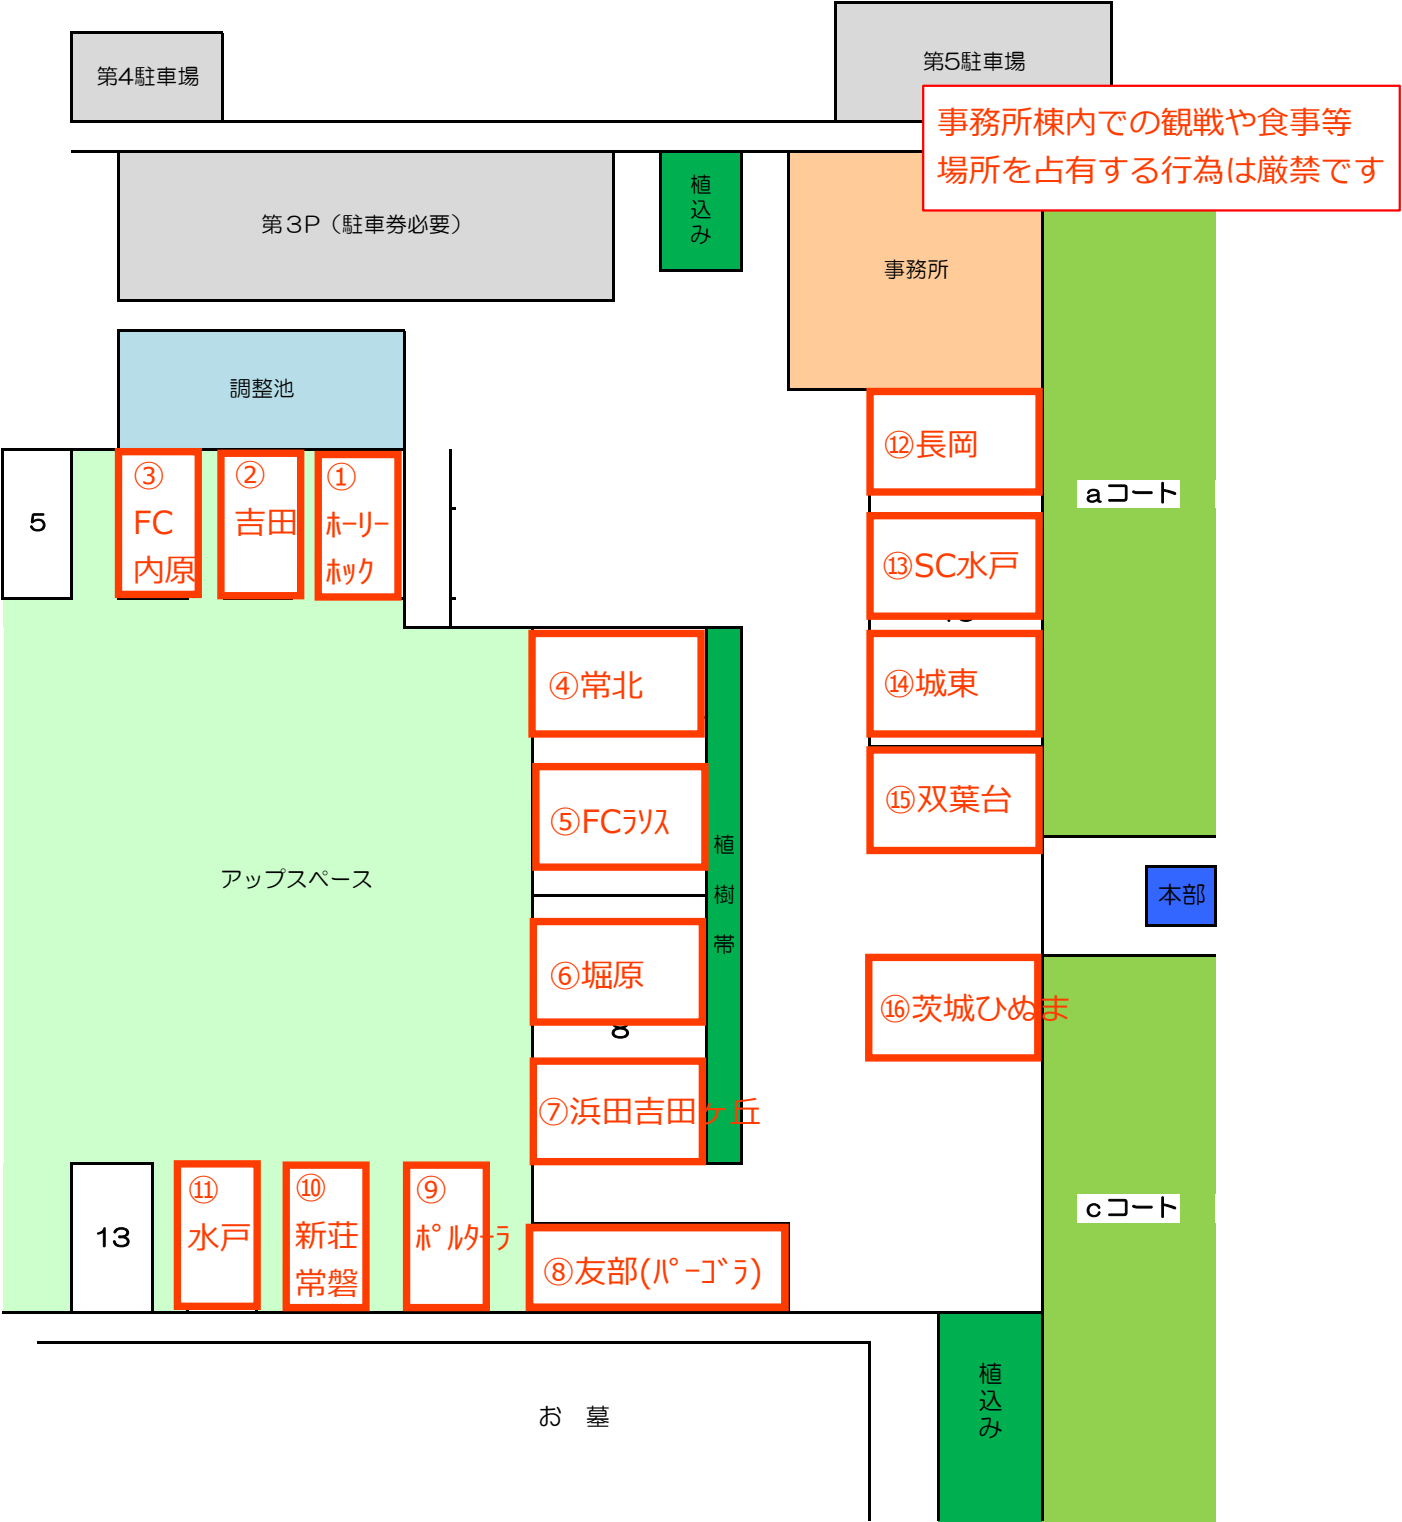 第4駐車場
第5駐車場
事務所棟内での観戦や食事等
場所を占有する行為は厳禁です
植込み
第3P（駐車券必要）
事務所
調整池
⑫長岡
③
FC
内原
②
吉田
①
ﾎｰﾘｰ
ﾎｯｸ
5
aコート
⑬SC水戸
④常北
⑭城東
⑤FCﾗｿｽ
⑮双葉台
植樹帯
アップスペース
本部
⑥堀原
⑯茨城ひぬま
8
⑦浜田吉田ヶ丘
⑪
水戸
⑩
新荘
常磐
⑨
ﾎﾟﾙﾀｰﾗ
13
cコート
⑧友部(ﾊﾟｰｺﾞﾗ)
植込み
お　墓